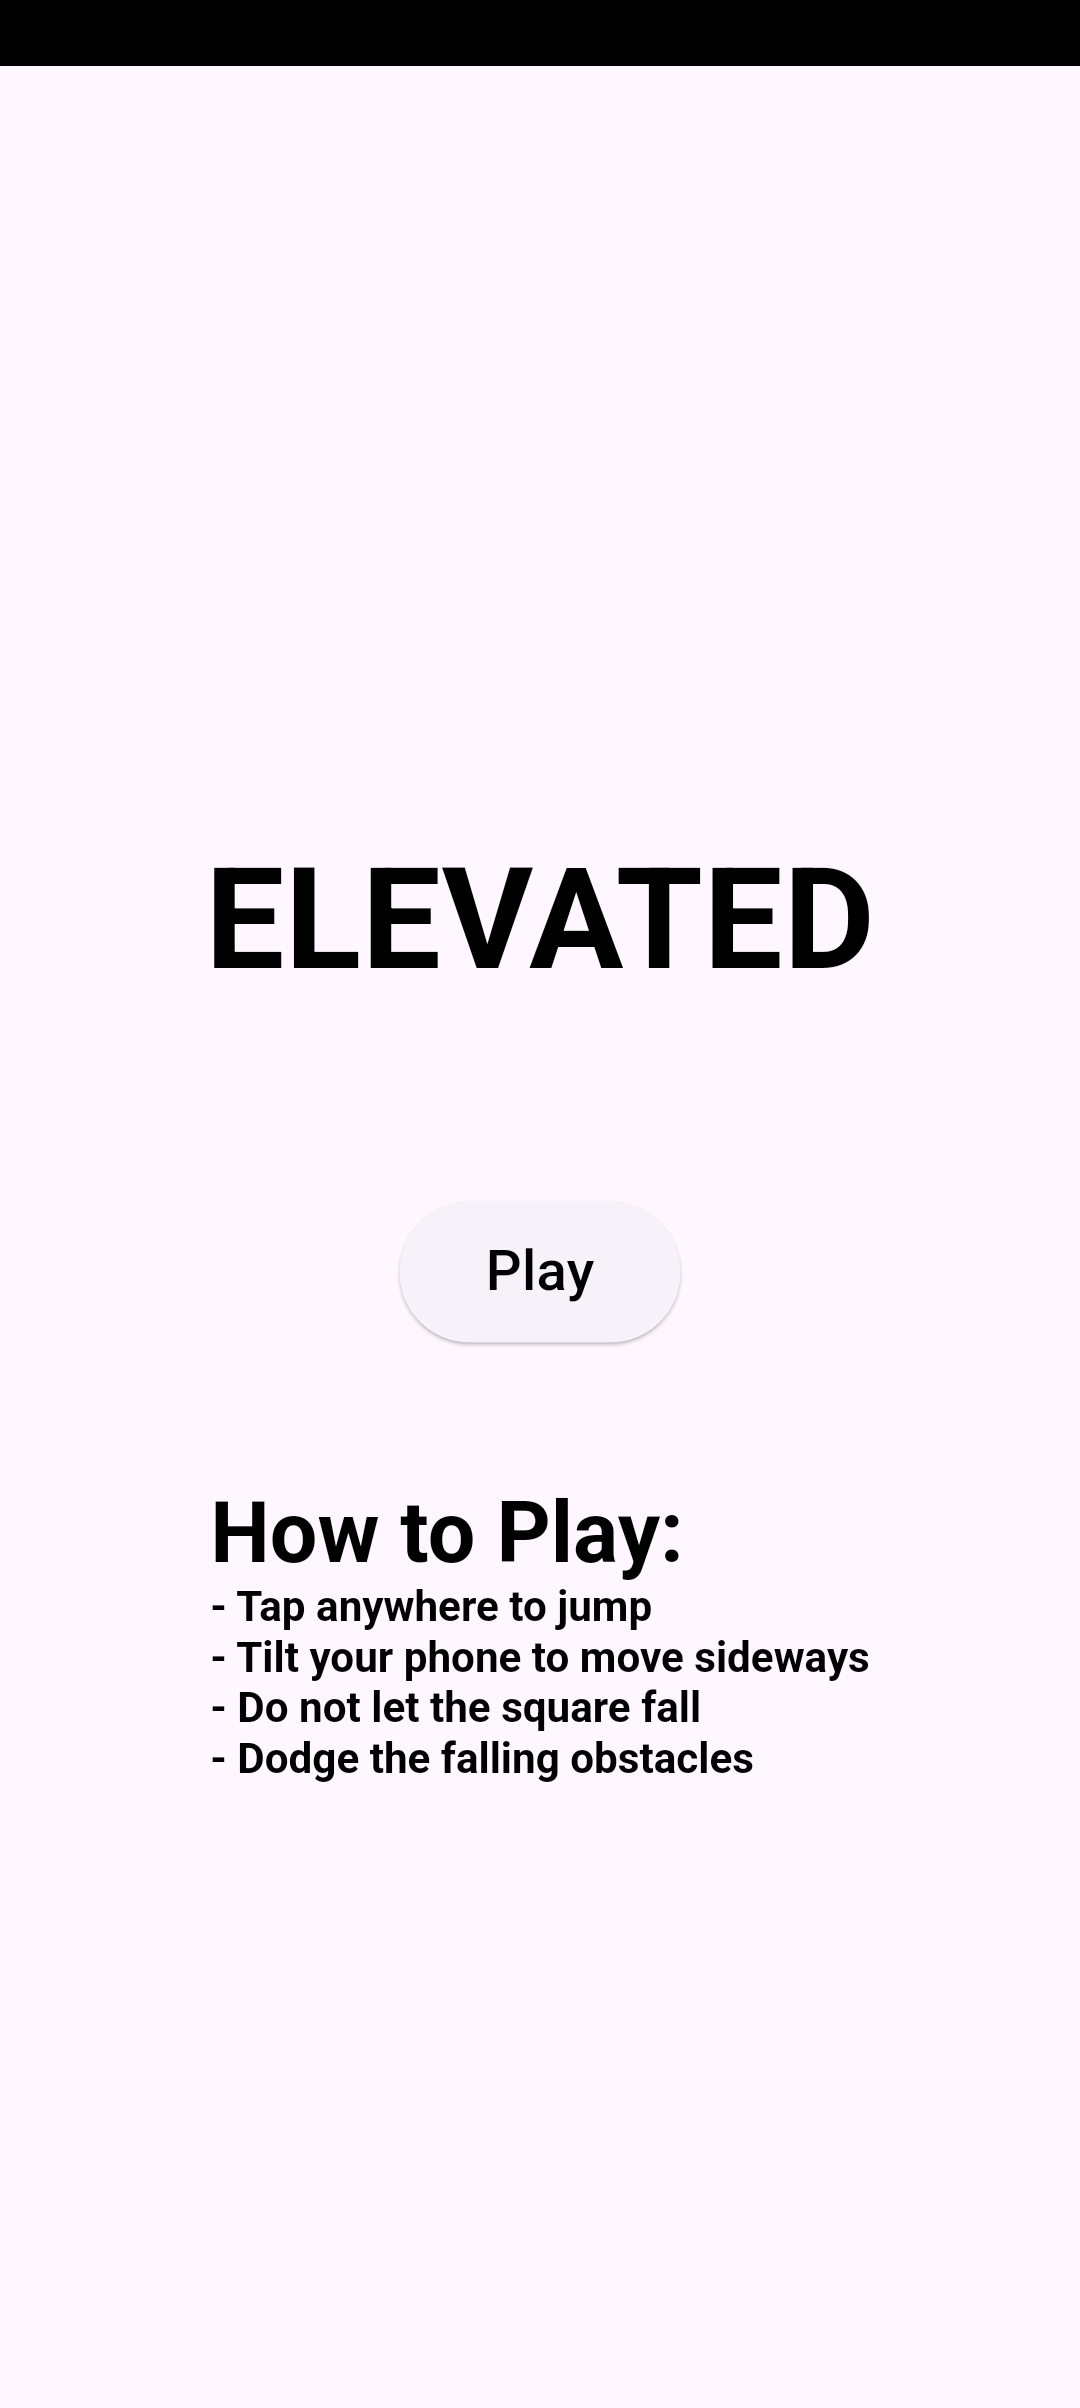 ELEVATED
Play
How to Play:
- Tap anywhere to jump
- Tilt your phone to move sideways
- Do not let the square fall
- Dodge the falling obstacles